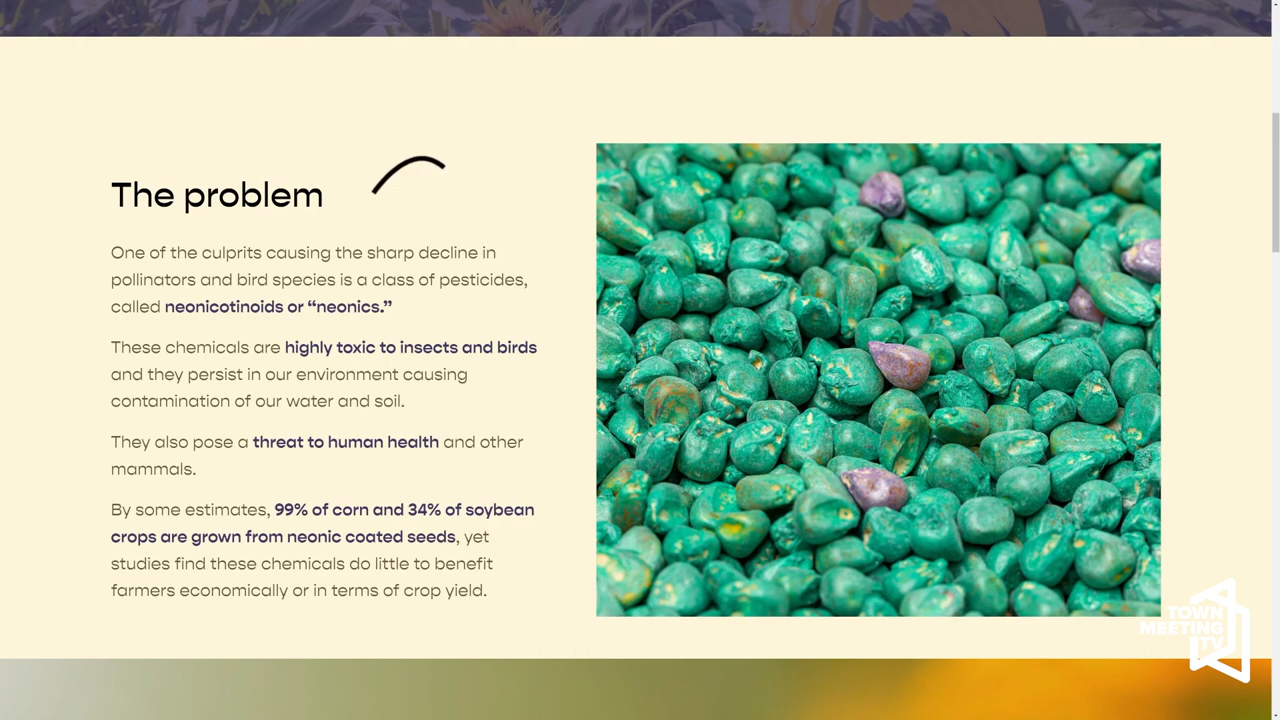 The problem
One of the culprits causing the sharp decline in
pollinators and bird species is a class of pesticides,
called neonicotinoids or “neonics.”
These chemicals are highly toxic to insects and birds
and they persist in our environment causing
contamination of our water and soil.
They also pose a threat to human health and other
mammals.
By some estimates, 99% of corn and 34% of soybean
crops are grown from neonic coated seeds, yet
studies find these chemicals do little to benefit
farmers economically or in terms of crop yield.
TOWN
MEETING
TV